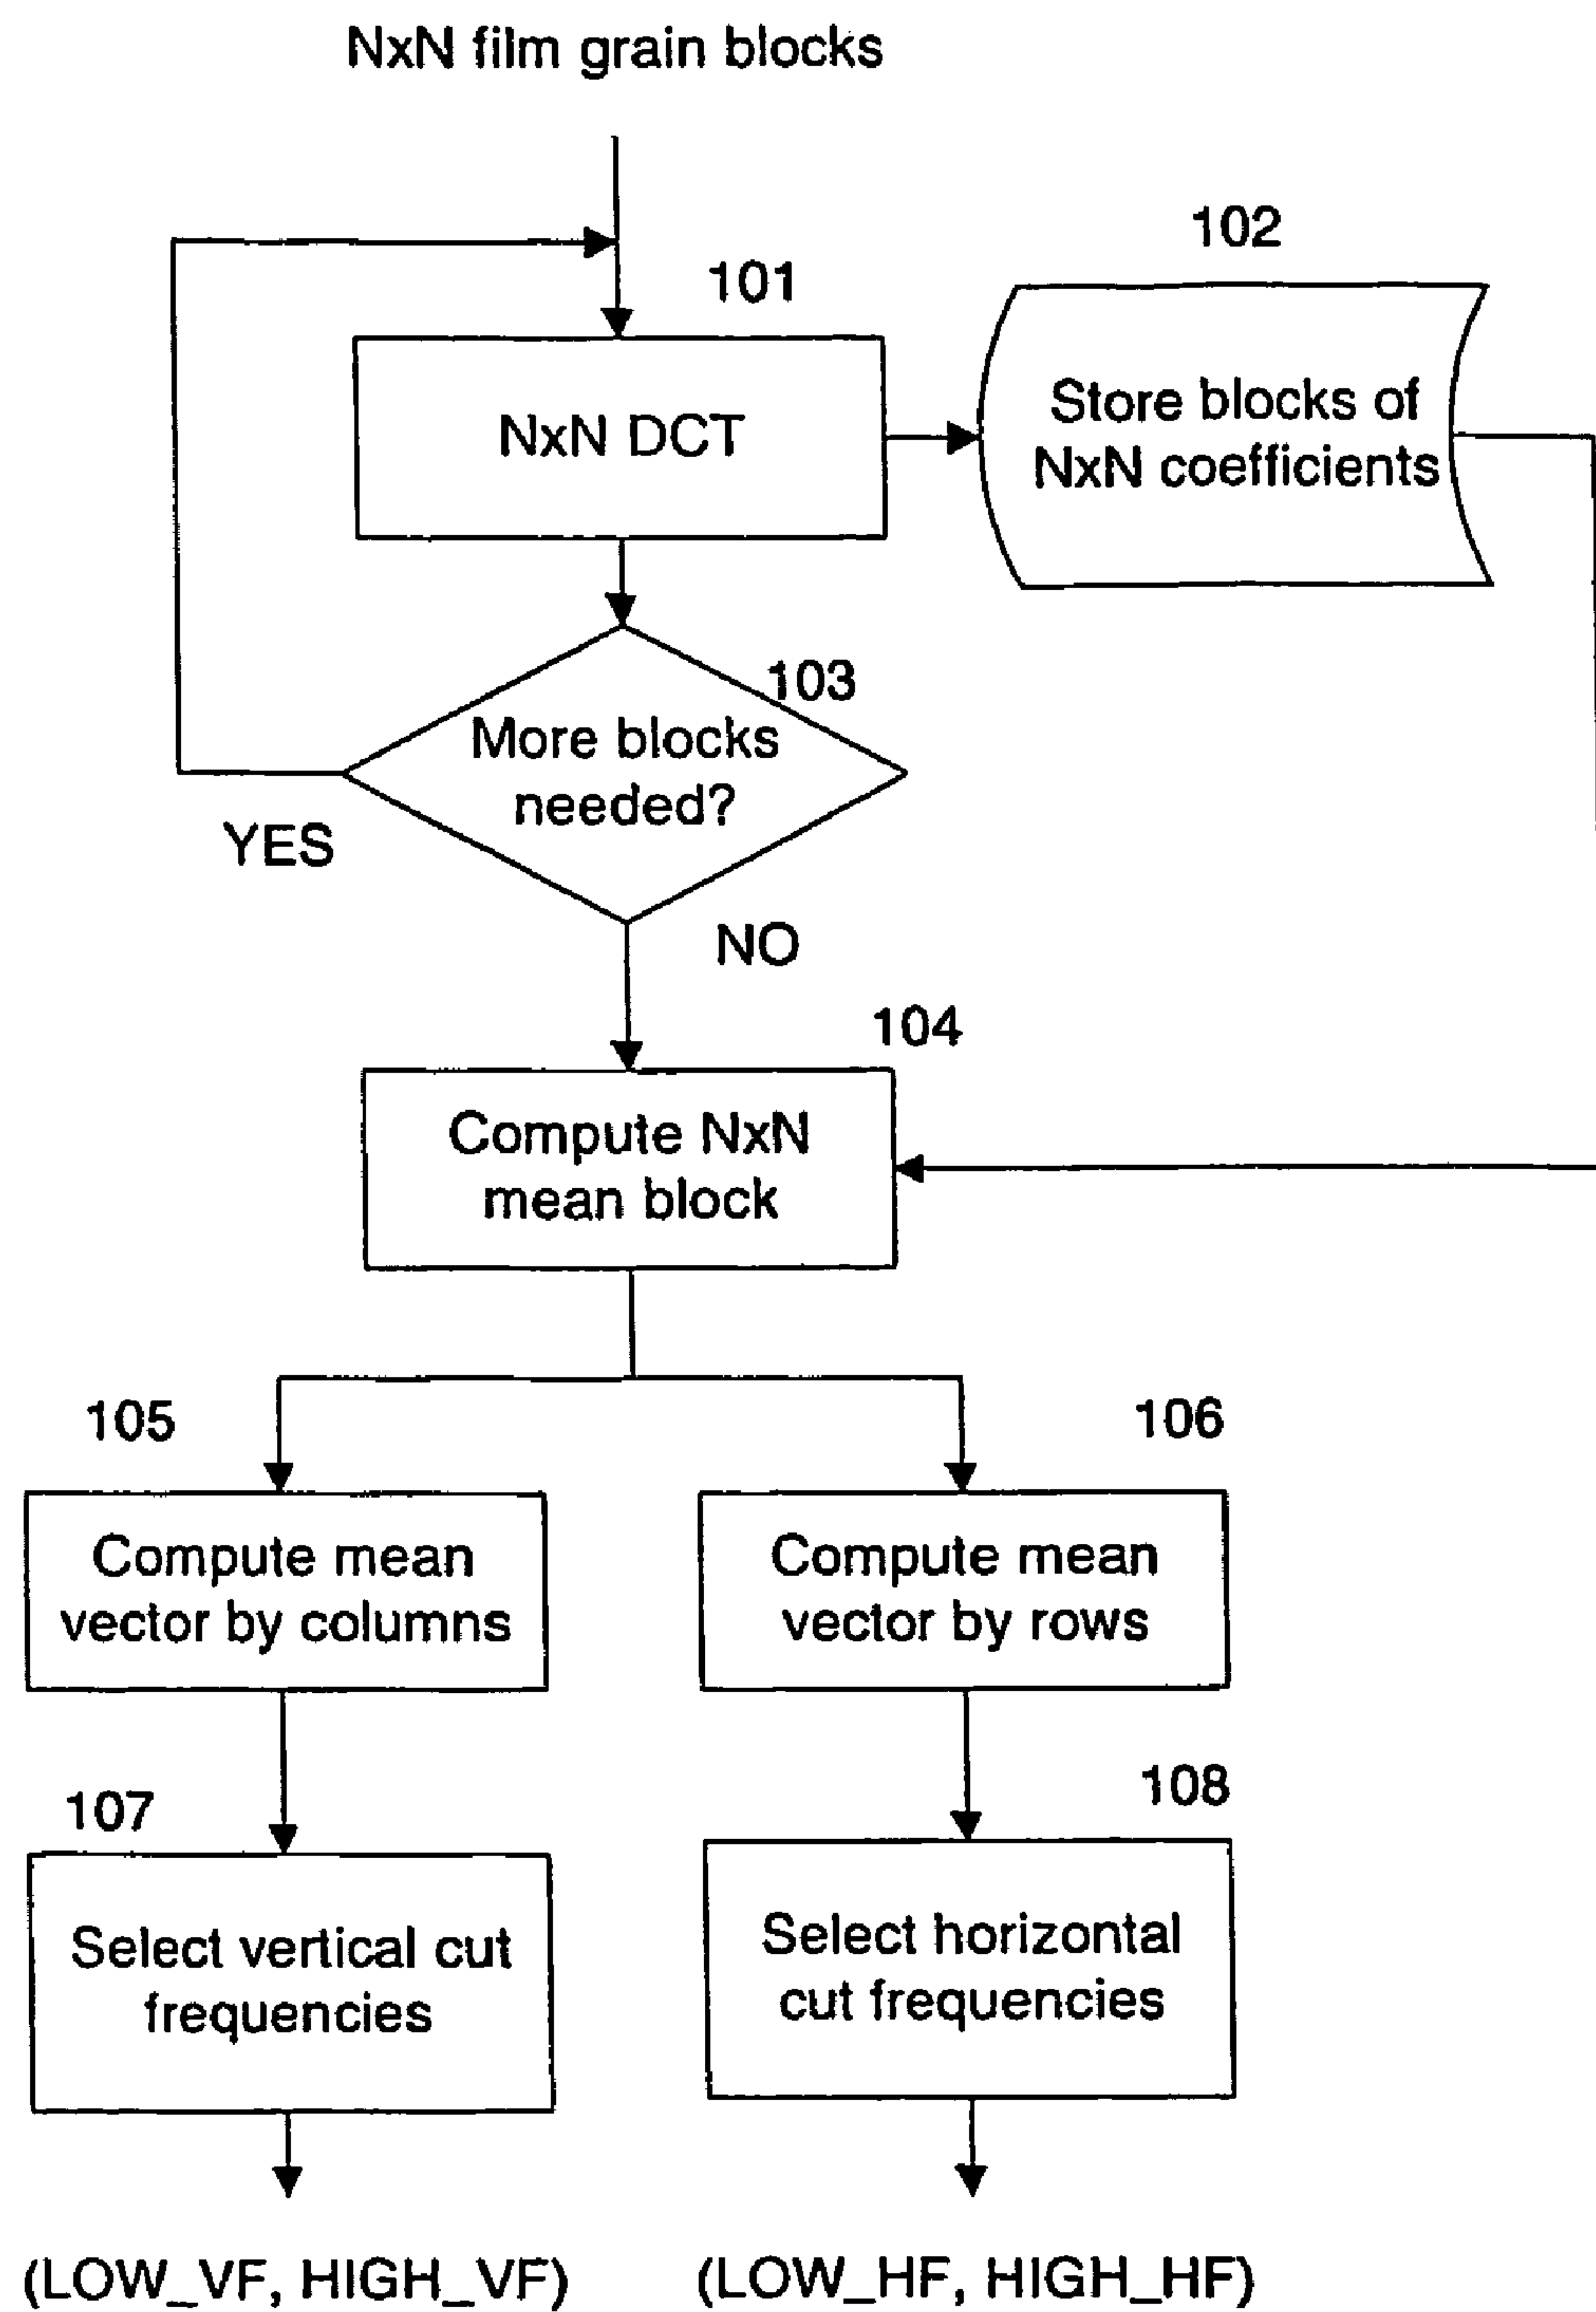 NxN film grain blocks
102
101
Store blocks of
NxN coefficients
NxN DCT
103
More blocks
needed?
YES
NO
104
Compute NxN
mean block
105
106
Compute mean
vector by columns
Compute mean
vector by rows
107
108
Select vertical cut
frequencies
Select horizontal
cut frequencies
(LOW_VF, HIGH_VF)
(LOW_HF, HIGH_HF)